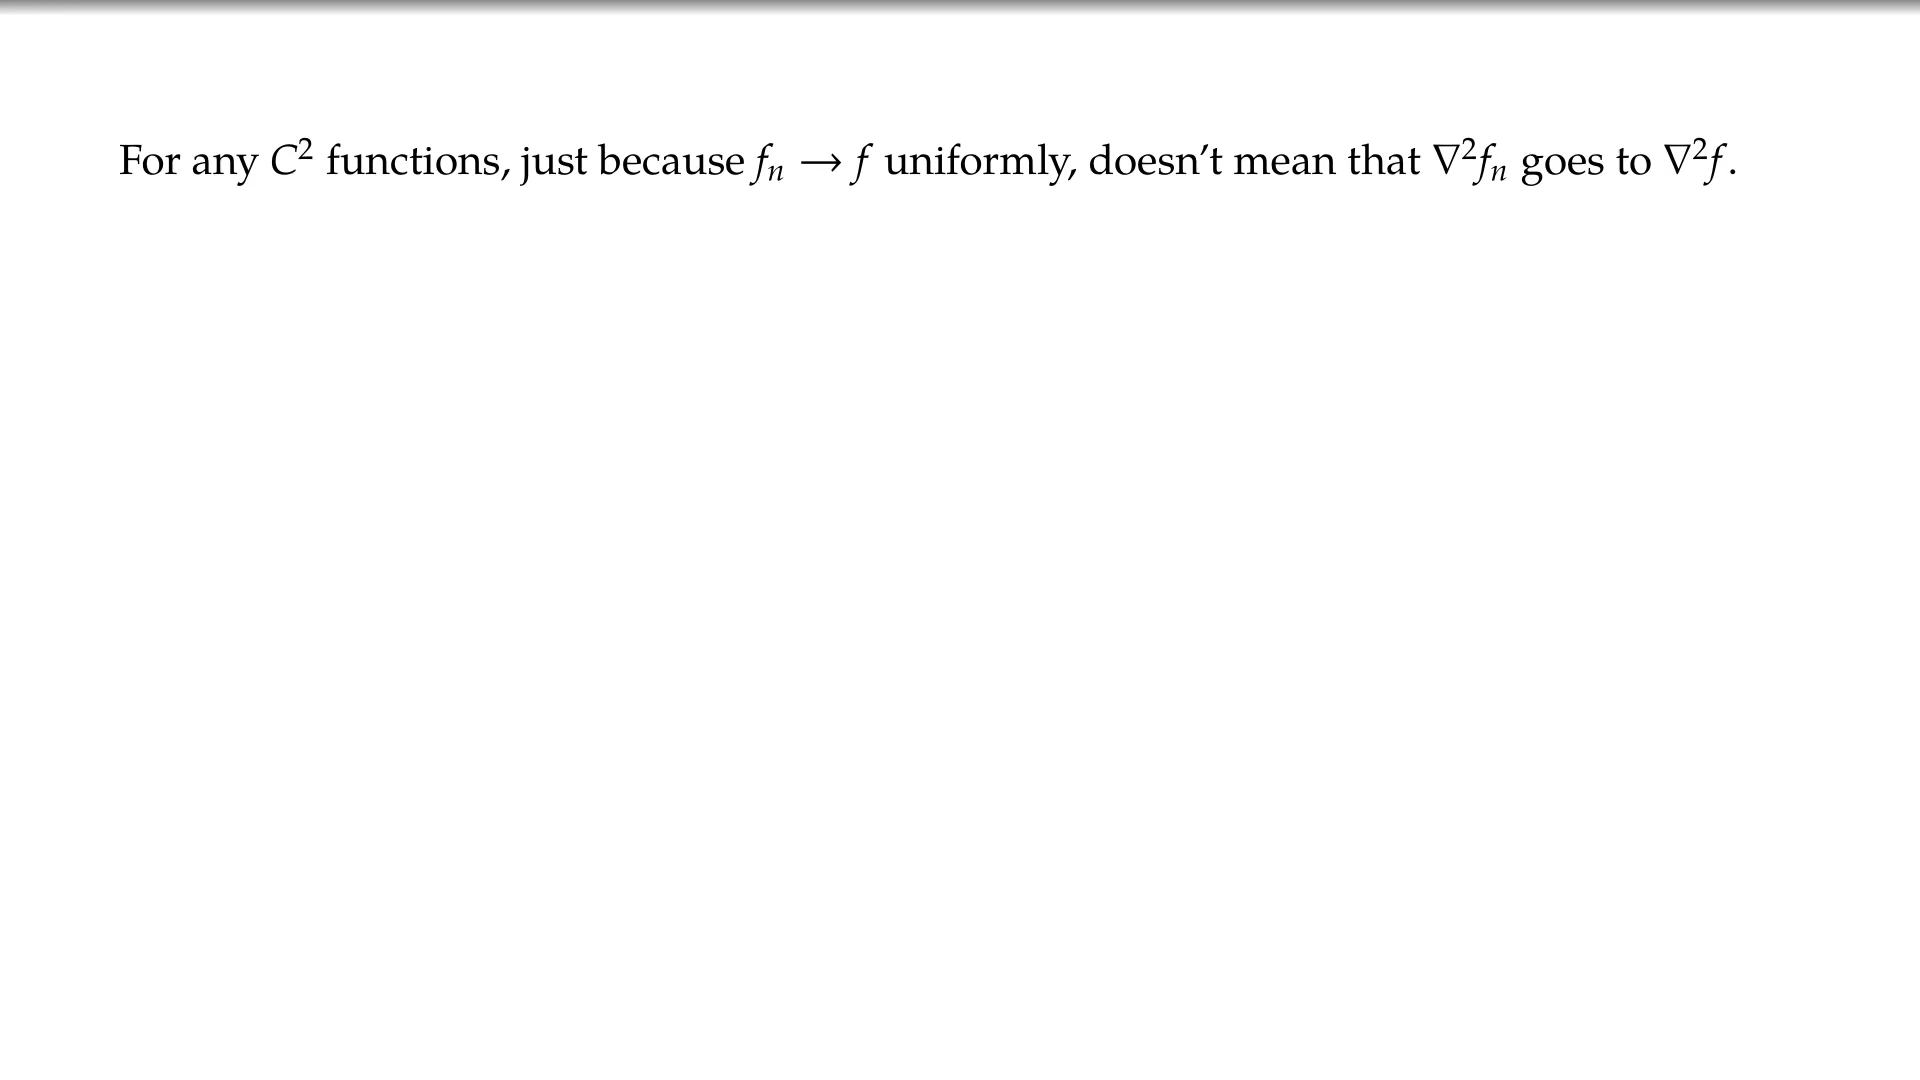 For any C² functions, just because fₙ → f uniformly, doesn’t mean that ∇²fₙ goes to ∇²f.